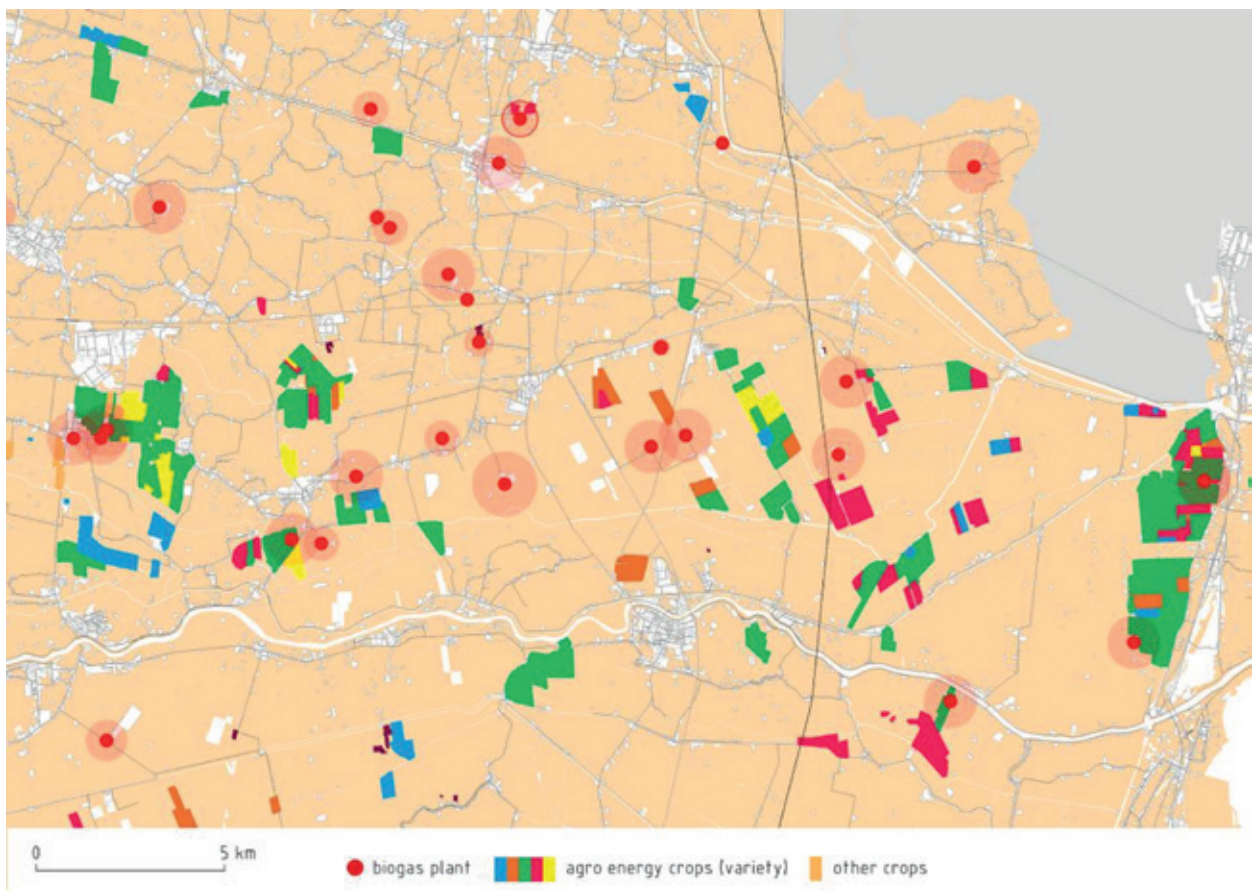 0 5 km
biogas plant
agro energy crops (variety)
other crops